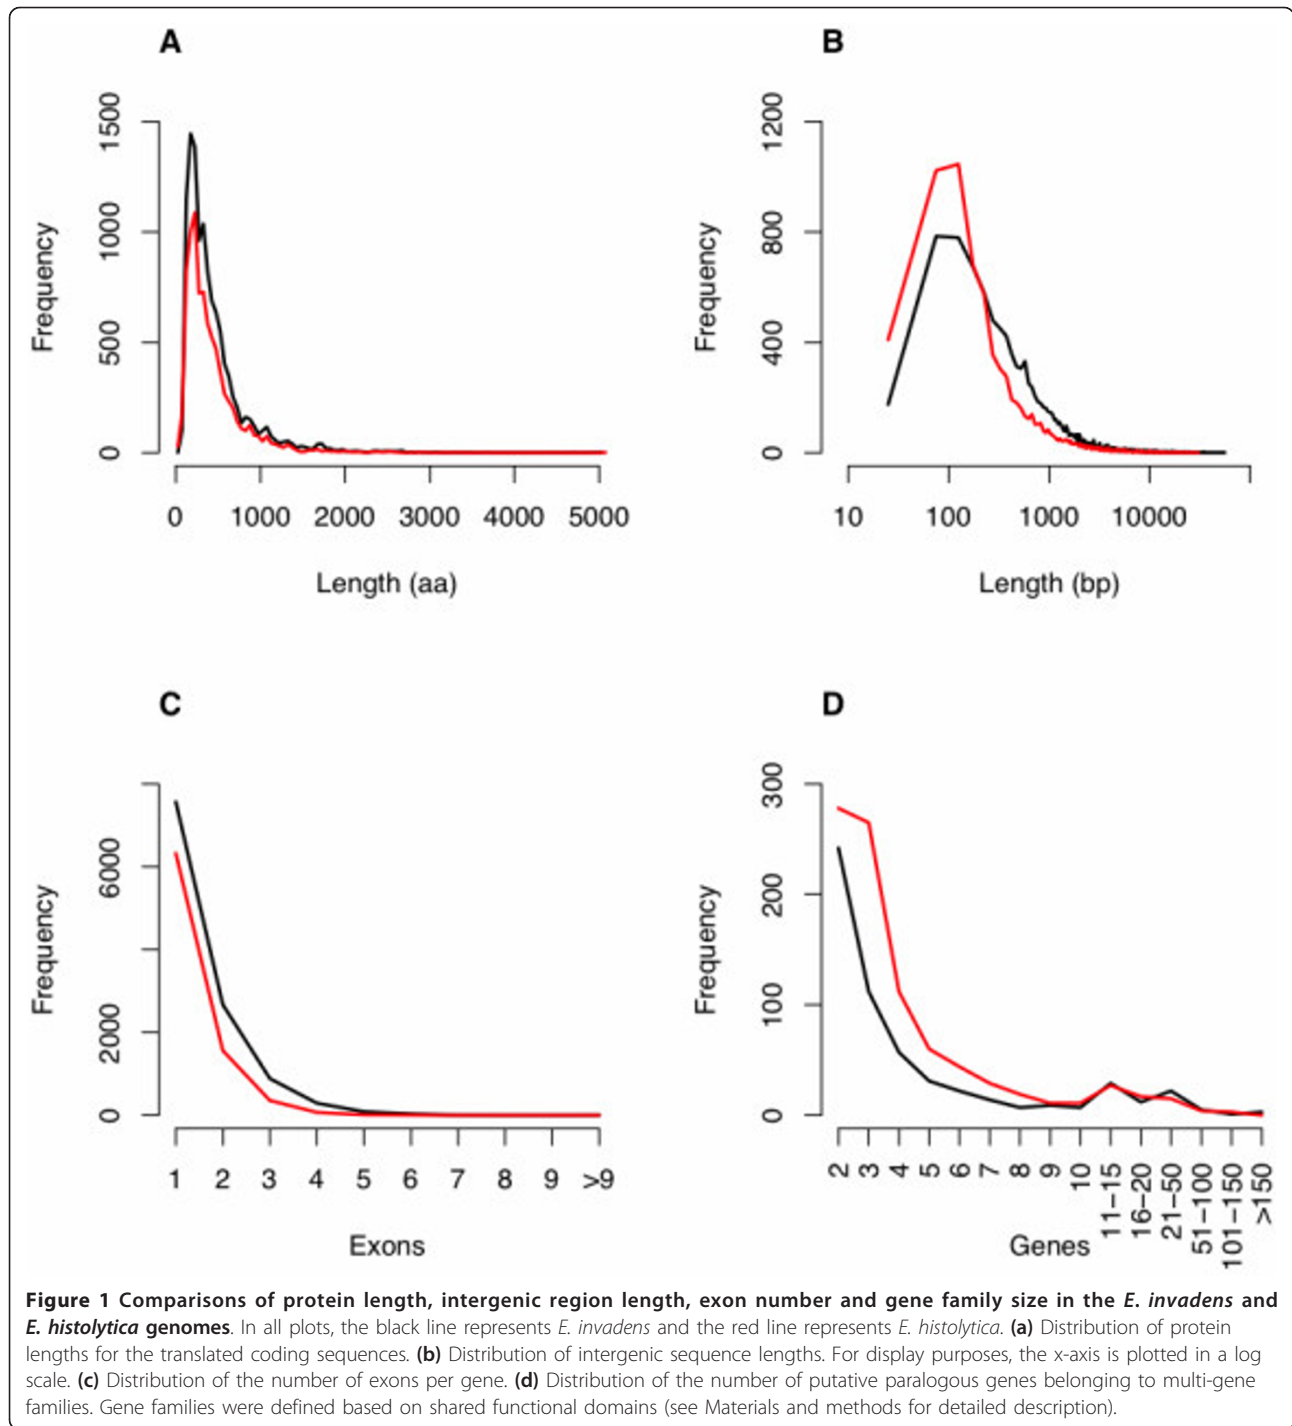 A
B
1500
1000
500
0
Frequency
0 1000 2000 3000 4000 5000
Length (aa)
1200
800
400
0
Frequency
10 100 1000 10000
Length (bp)
C
D
6000
2000
0
Frequency
1 2 3 4 5 6 7 8 9 >9
Exons
300
200
100
0
Frequency
2 3 4 5 6 7 8 9 10 11-15 16-20 21-50 51-100 101-150 >150
Genes
Figure 1 Comparisons of protein length, intergenic region length, exon number and gene family size in the E. invadens and
E. histolytica genomes. In all plots, the black line represents E. invadens and the red line represents E. histolytica. (a) Distribution of protein
lengths for the translated coding sequences. (b) Distribution of intergenic sequence lengths. For display purposes, the x-axis is plotted in a log
scale. (c) Distribution of the number of exons per gene. (d) Distribution of the number of putative paralogous genes belonging to multi-gene
families. Gene families were defined based on shared functional domains (see Materials and methods for detailed description).